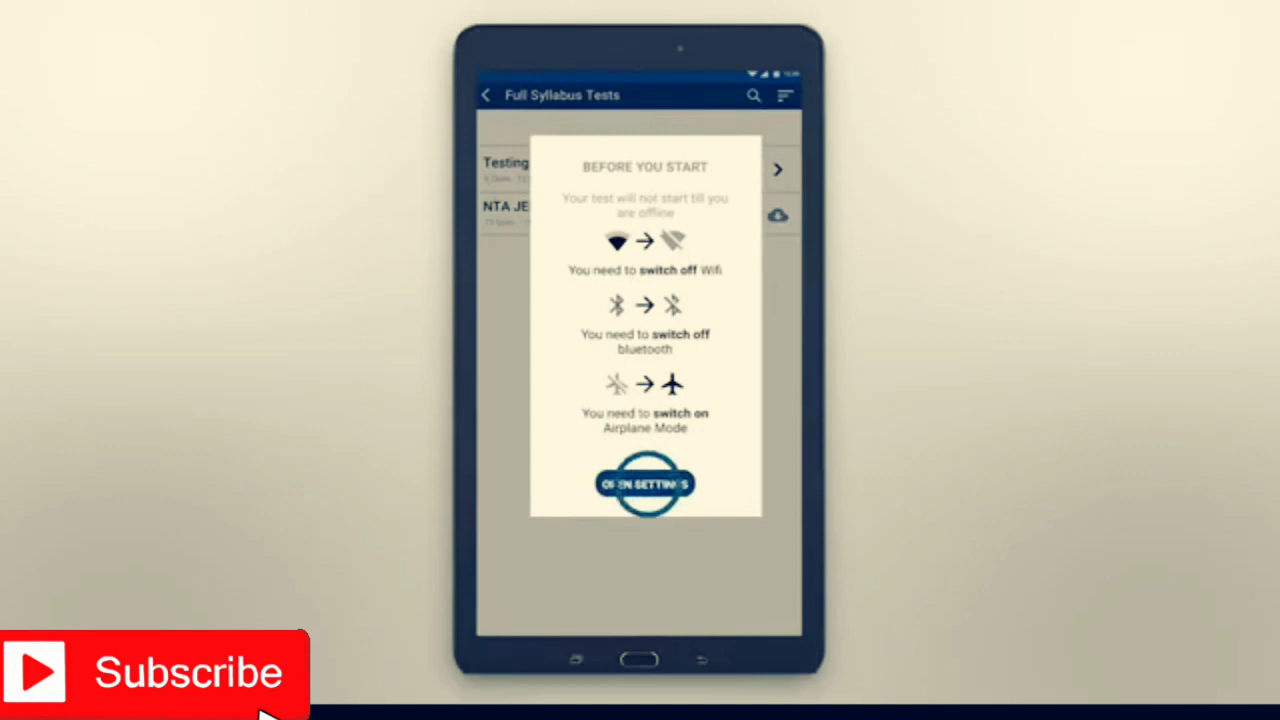 Full Syllabus Tests
Testing
NTA JE
BEFORE YOU START
Your test will not start till you
are offline
You need to switch off Wifi
You need to switch off
bluetooth
You need to switch on
Airplane Mode
OPEN SETTINGS
Subscribe